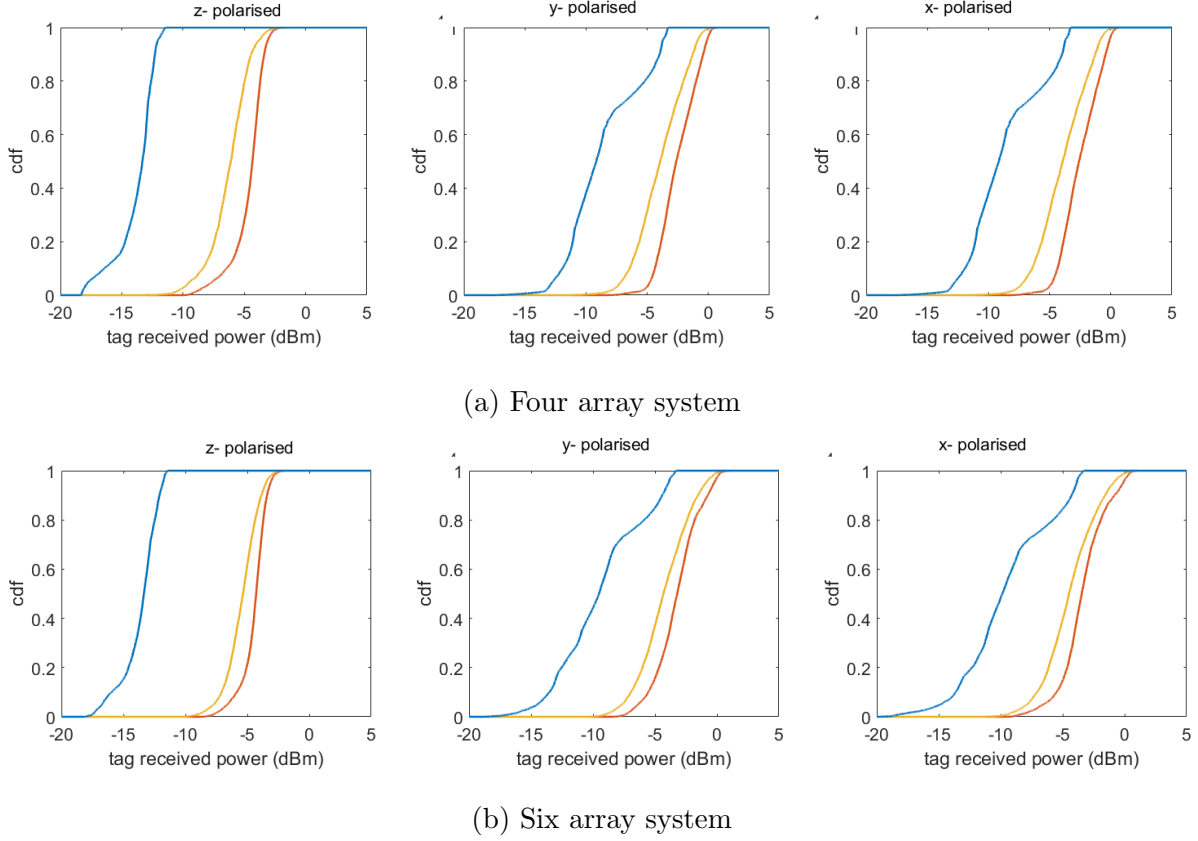 z- polarised
y- polarised
x- polarised
1
0.8
0.6
0.4
0.2
0
cdf
-20 -15 -10 -5 0 5
tag received power (dBm)
1
0.8
0.6
0.4
0.2
0
cdf
-20 -15 -10 -5 0 5
tag received power (dBm)
1
0.8
0.6
0.4
0.2
0
cdf
-20 -15 -10 -5 0 5
tag received power (dBm)
(a) Four array system
z- polarised
y- polarised
x- polarised
1
0.8
0.6
0.4
0.2
0
cdf
-20 -15 -10 -5 0 5
tag received power (dBm)
1
0.8
0.6
0.4
0.2
0
cdf
-20 -15 -10 -5 0 5
tag received power (dBm)
1
0.8
0.6
0.4
0.2
0
cdf
-20 -15 -10 -5 0 5
tag received power (dBm)
(b) Six array system